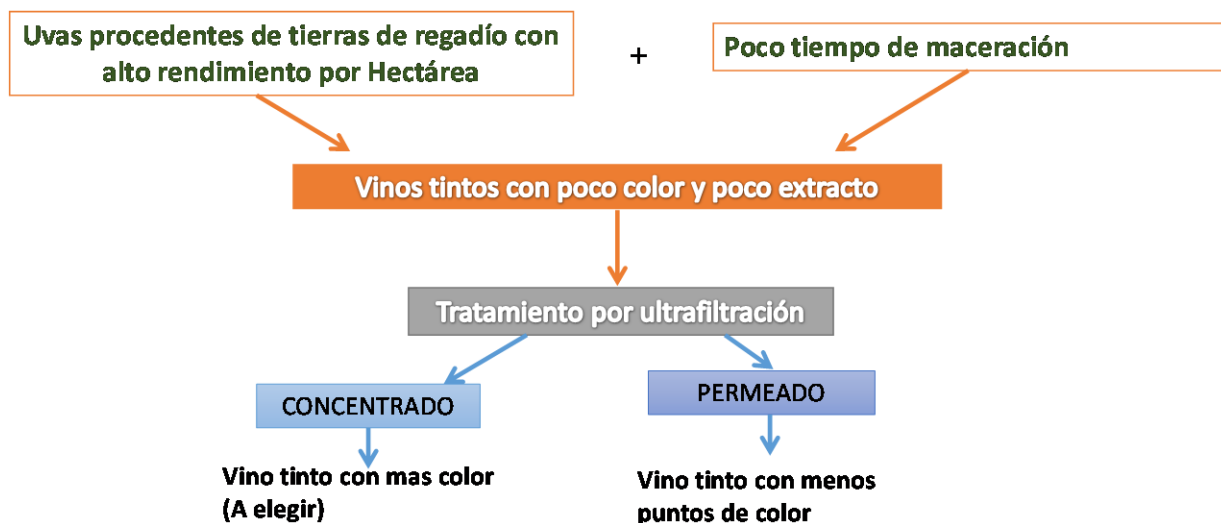 Uvas procedentes de tierras de regadío con
alto rendimiento por Hectárea
+
Poco tiempo de maceración
Vinos tintos con poco color y poco extracto
Tratamiento por ultrafiltración
CONCENTRADO
PERMEADO
Vino tinto con mas color
(A elegir)
Vino tinto con menos
puntos de color